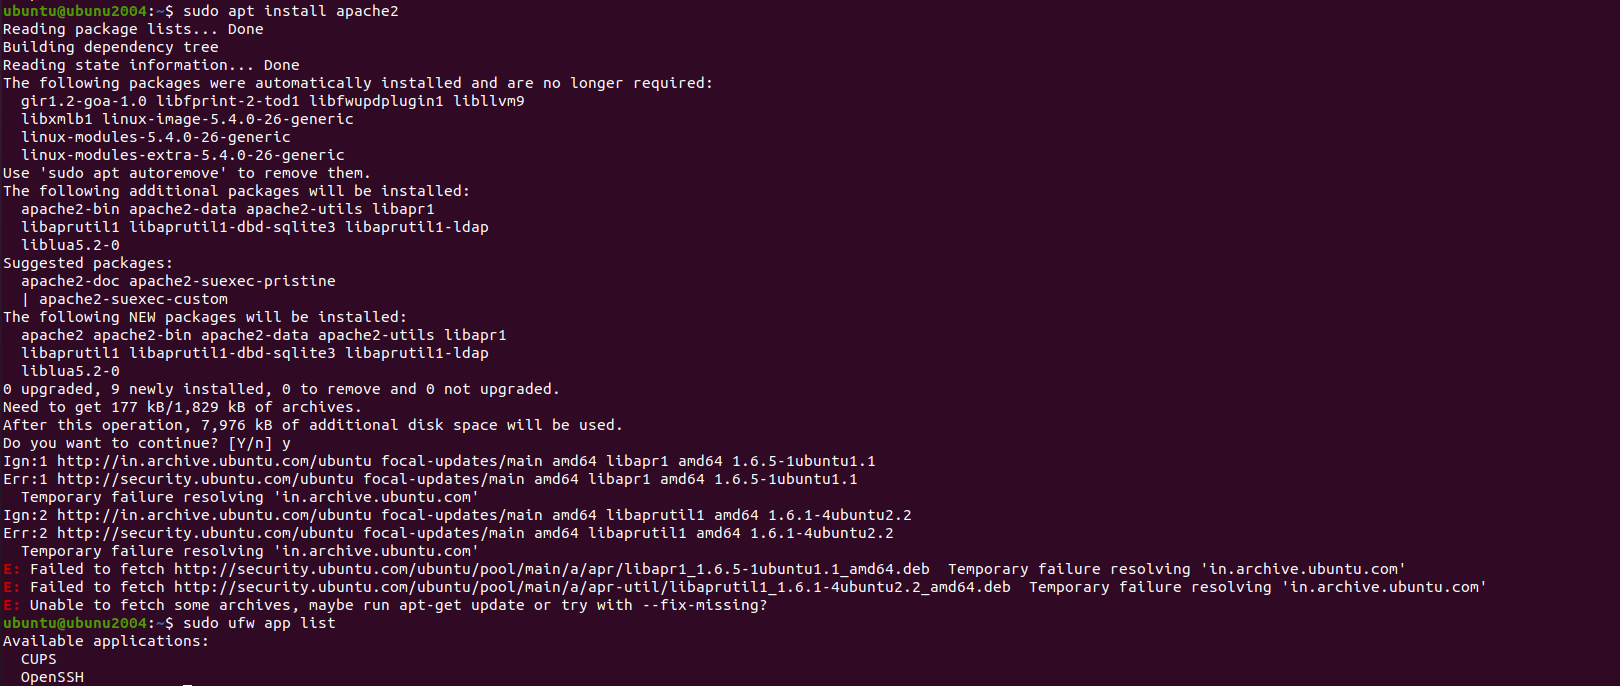 ubuntu@ubunu2004:~$ sudo apt install apache2
Reading package lists... Done
Building dependency tree
Reading state information... Done
The following packages were automatically installed and are no longer required:
  gir1.2-goa-1.0 libfprint-2-tod1 libfwupdplugin1 libllvm9
  libxmlb1 linux-image-5.4.0-26-generic
  linux-modules-5.4.0-26-generic
  linux-modules-extra-5.4.0-26-generic
Use 'sudo apt autoremove' to remove them.
The following additional packages will be installed:
  apache2-bin apache2-data apache2-utils libapr1
  libaprutil1 libaprutil1-dbd-sqlite3 libaprutil1-ldap
  liblua5.2-0
Suggested packages:
  apache2-doc apache2-suexec-pristine
  | apache2-suexec-custom
The following NEW packages will be installed:
  apache2 apache2-bin apache2-data apache2-utils libapr1
  libaprutil1 libaprutil1-dbd-sqlite3 libaprutil1-ldap
  liblua5.2-0
0 upgraded, 9 newly installed, 0 to remove and 0 not upgraded.
Need to get 177 kB/1,829 kB of archives.
After this operation, 7,976 kB of additional disk space will be used.
Do you want to continue? [Y/n] y
Ign:1 http://in.archive.ubuntu.com/ubuntu focal-updates/main amd64 libapr1 amd64 1.6.5-1ubuntu1.1
Err:1 http://security.ubuntu.com/ubuntu focal-updates/main amd64 libapr1 amd64 1.6.5-1ubuntu1.1
  Temporary failure resolving 'in.archive.ubuntu.com'
Ign:2 http://in.archive.ubuntu.com/ubuntu focal-updates/main amd64 libaprutil1 amd64 1.6.1-4ubuntu2.2
Err:2 http://security.ubuntu.com/ubuntu focal-updates/main amd64 libaprutil1 amd64 1.6.1-4ubuntu2.2
  Temporary failure resolving 'in.archive.ubuntu.com'
E: Failed to fetch http://security.ubuntu.com/ubuntu/pool/main/a/apr/libapr1_1.6.5-1ubuntu1.1_amd64.deb  Temporary failure resolving 'in.archive.ubuntu.com'
E: Failed to fetch http://security.ubuntu.com/ubuntu/pool/main/a/apr-util/libaprutil1_1.6.1-4ubuntu2.2_amd64.deb  Temporary failure resolving 'in.archive.ubuntu.com'
E: Unable to fetch some archives, maybe run apt-get update or try with --fix-missing?
ubuntu@ubunu2004:~$ sudo ufw app list
Available applications:
  CUPS
  OpenSSH